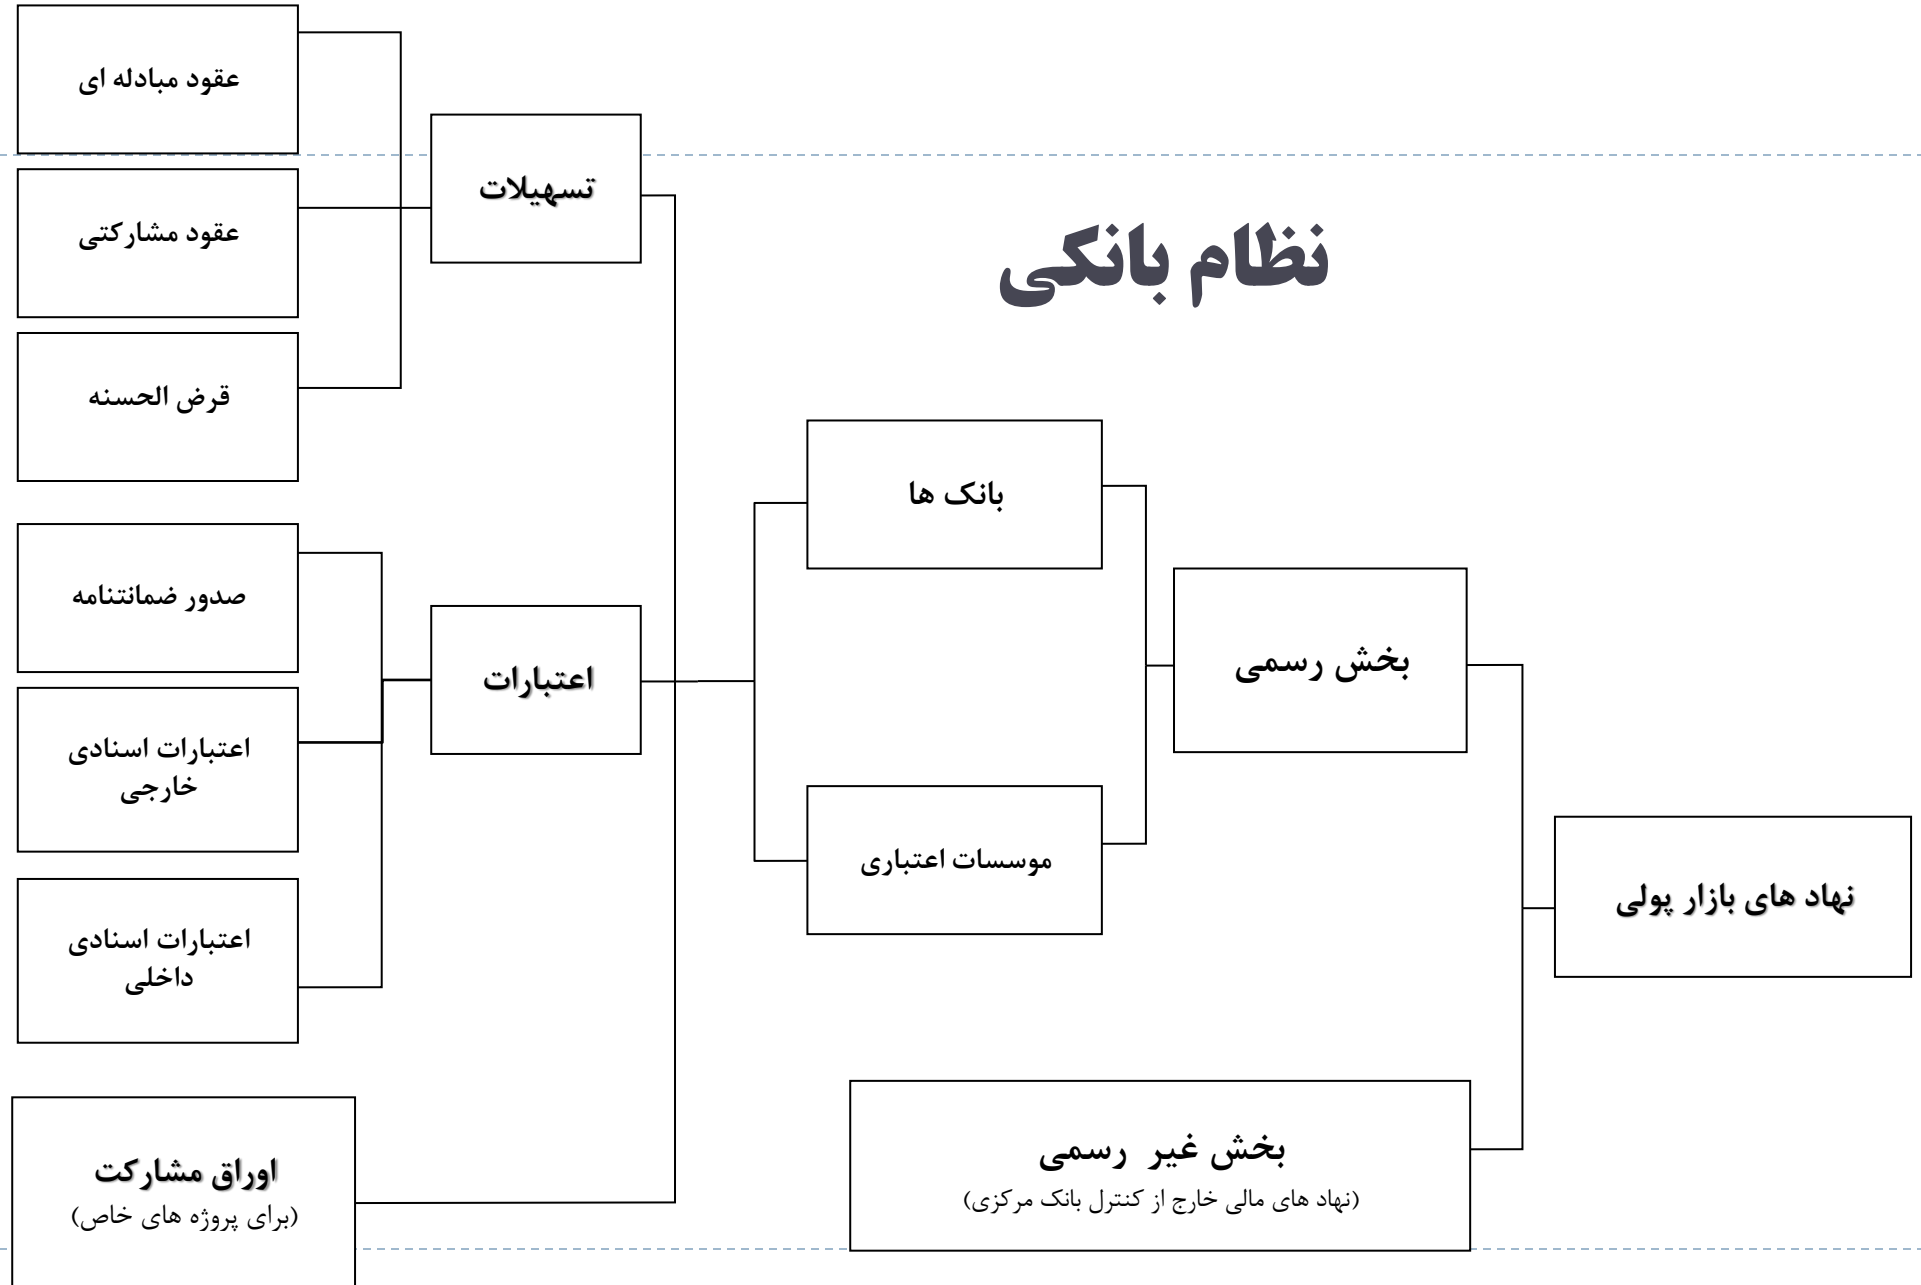 نظام بانکی
نهاد های بازار پولی
بخش رسمی
بخش غیر رسمی
(نهاد های مالی خارج از کنترل بانک مرکزی)
بانک ها
موسسات اعتباری
تسهیلات
اعتبارات
اوراق مشارکت
(برای پروژه های خاص)
عقود مبادله ای
عقود مشارکتی
قرض الحسنه
صدور ضمانتنامه
اعتبارات اسنادی
خارجی
اعتبارات اسنادی
داخلی